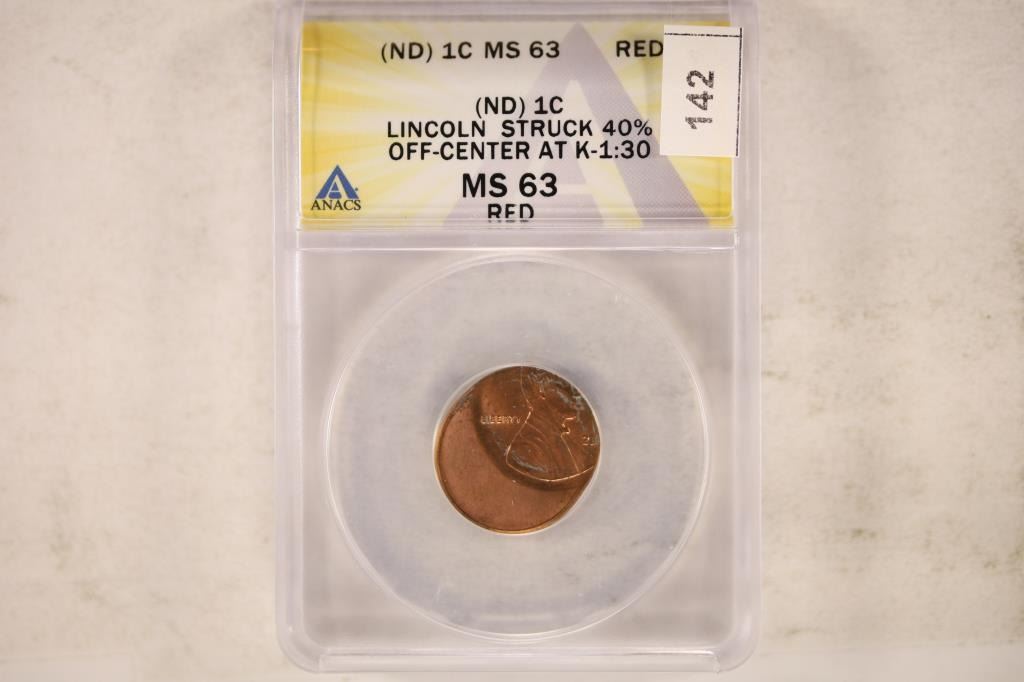 (ND) 1C MS 63 RED
142
(ND) 1C
LINCOLN STRUCK 40%
OFF-CENTER AT K-1:30
MS 63
RED
ANACS
LIBERTY